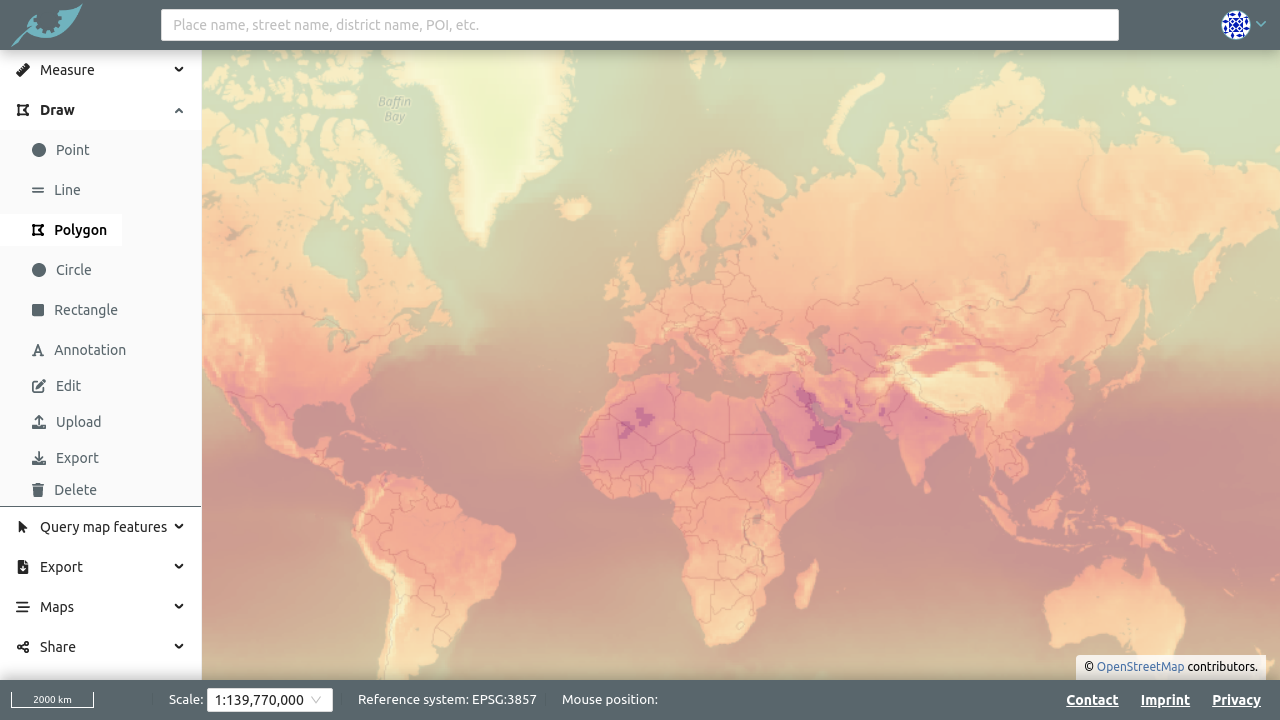 Place name, street name, district name, POI, etc.
Measure
Draw
Point
Line
Polygon
Circle
Rectangle
Annotation
Edit
Upload
Export
Delete
Query map features
Export
Maps
Share
Baffin
Bay
© OpenStreetMap contributors.
2000 km
Scale: 1:139,770,000
Reference system: EPSG:3857
Mouse position:
Contact
Imprint
Privacy